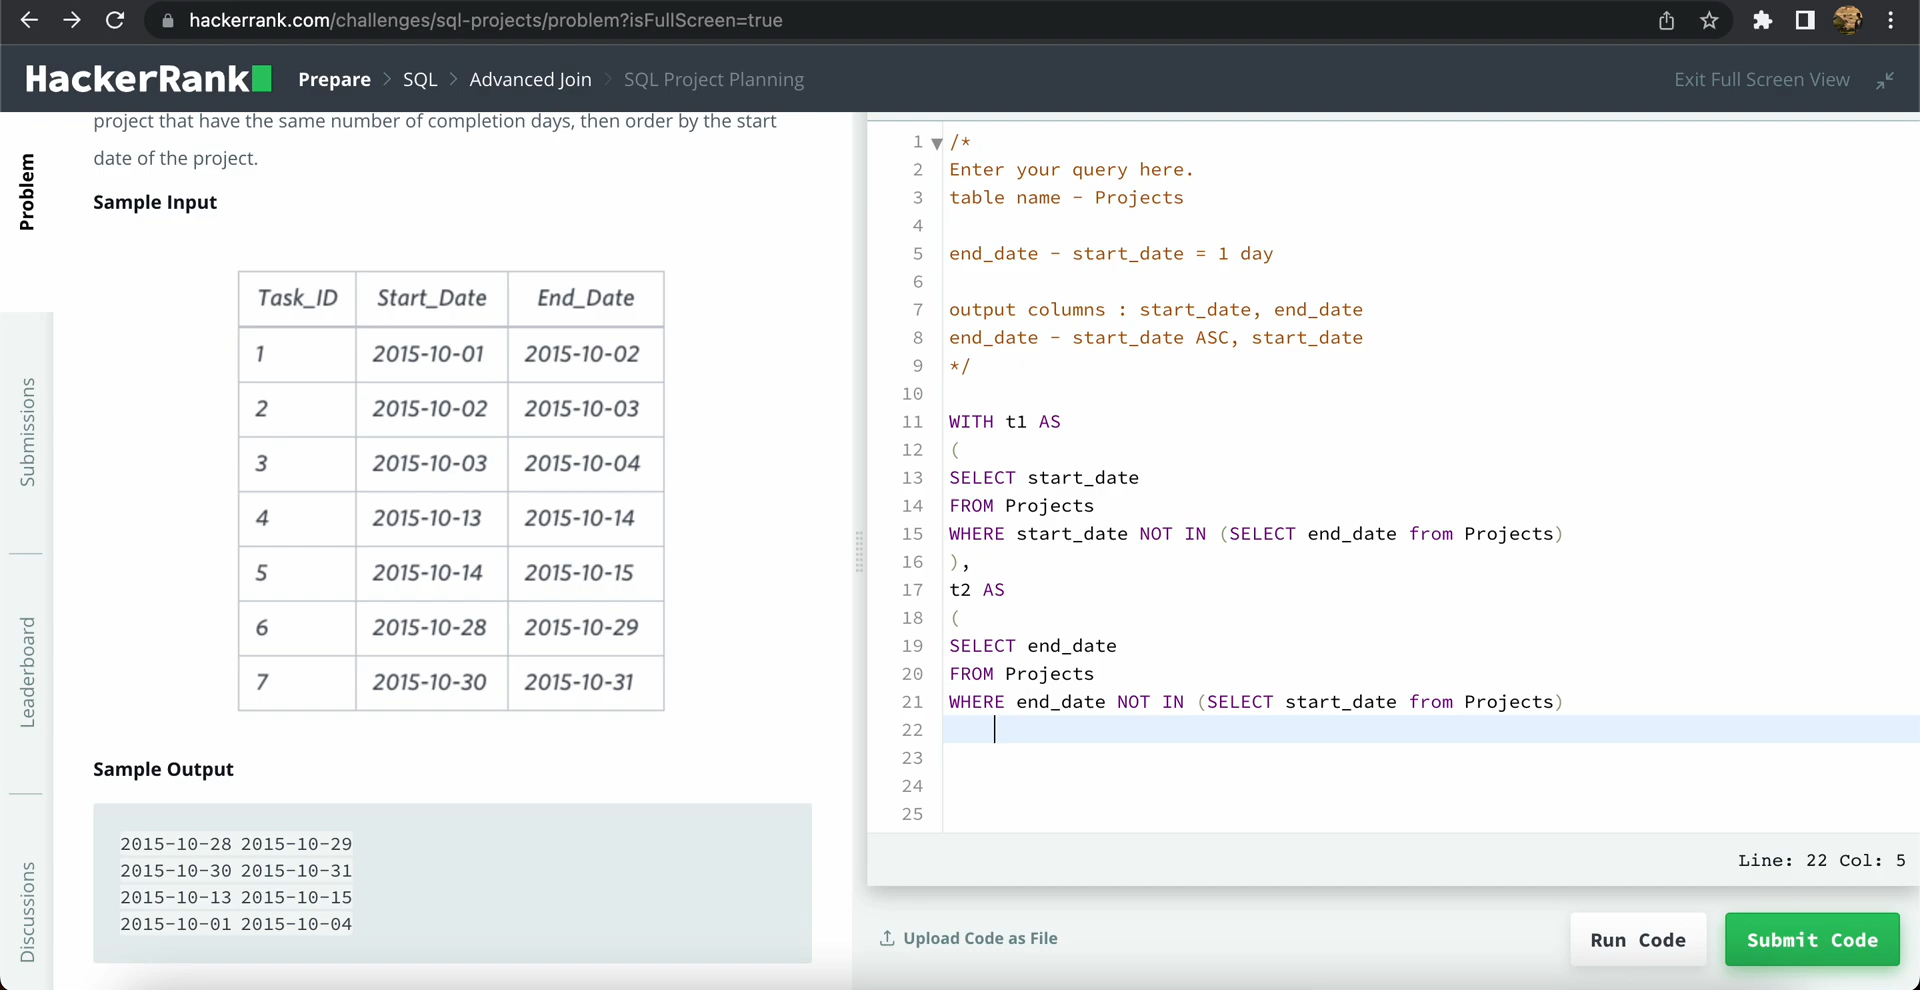 hackerrank.com/challenges/sql-projects/problem?isFullScreen=true
HackerRank Prepare > SQL > Advanced Join > SQL Project Planning
Exit Full Screen View
Problem
Submissions
Leaderboard
Discussions
project that have the same number of completion days, then order by the start
date of the project.
Sample Input
Task_ID Start_Date End_Date
1 2015-10-01 2015-10-02
2 2015-10-02 2015-10-03
3 2015-10-03 2015-10-04
4 2015-10-13 2015-10-14
5 2015-10-14 2015-10-15
6 2015-10-28 2015-10-29
7 2015-10-30 2015-10-31
Sample Output
2015-10-28 2015-10-29
2015-10-30 2015-10-31
2015-10-13 2015-10-15
2015-10-01 2015-10-04
1 /*
2 Enter your query here.
3 table name - Projects
4
5 end_date - start_date = 1 day
6
7 output columns : start_date, end_date
8 end_date - start_date ASC, start_date
9 */
10
11 WITH t1 AS
12 (
13 SELECT start_date
14 FROM Projects
15 WHERE start_date NOT IN (SELECT end_date from Projects)
16 ),
17 t2 AS
18 (
19 SELECT end_date
20 FROM Projects
21 WHERE end_date NOT IN (SELECT start_date from Projects)
22
23
24
25
Line: 22 Col: 5
Upload Code as File
Run Code
Submit Code